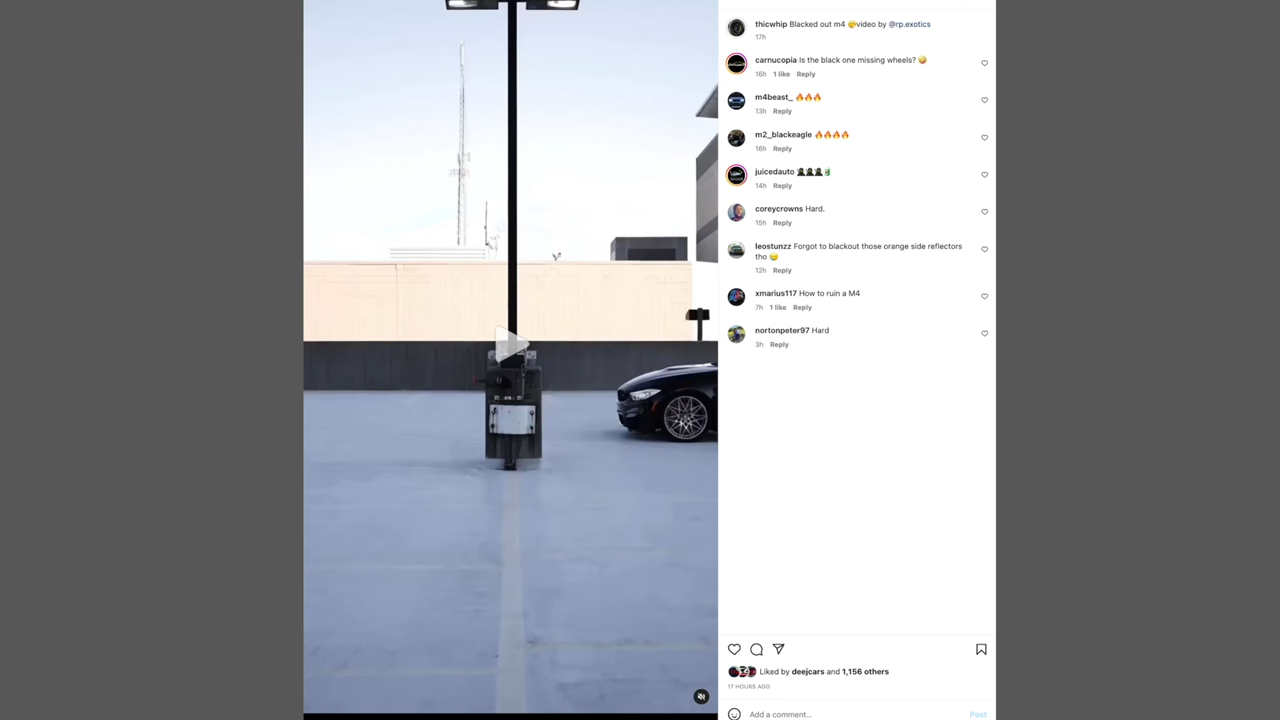 thicwhip Blacked out m4 😮‍💨video by @rp.exotics
17h
carnucopia Is the black one missing wheels? 🤪
16h 1 like Reply
m4beast_ 🔥🔥🔥
13h Reply
m2_blackeagle 🔥🔥🔥🔥
16h Reply
juicedauto 🥷🥷🥷🧃
14h Reply
coreycrowns Hard.
15h Reply
leostunzz Forgot to blackout those orange side reflectors
tho 😅
12h Reply
xmarius117 How to ruin a M4
7h 1 like Reply
nortonpeter97 Hard
3h Reply
Liked by deejcars and 1,156 others
17 HOURS AGO
Add a comment...
Post